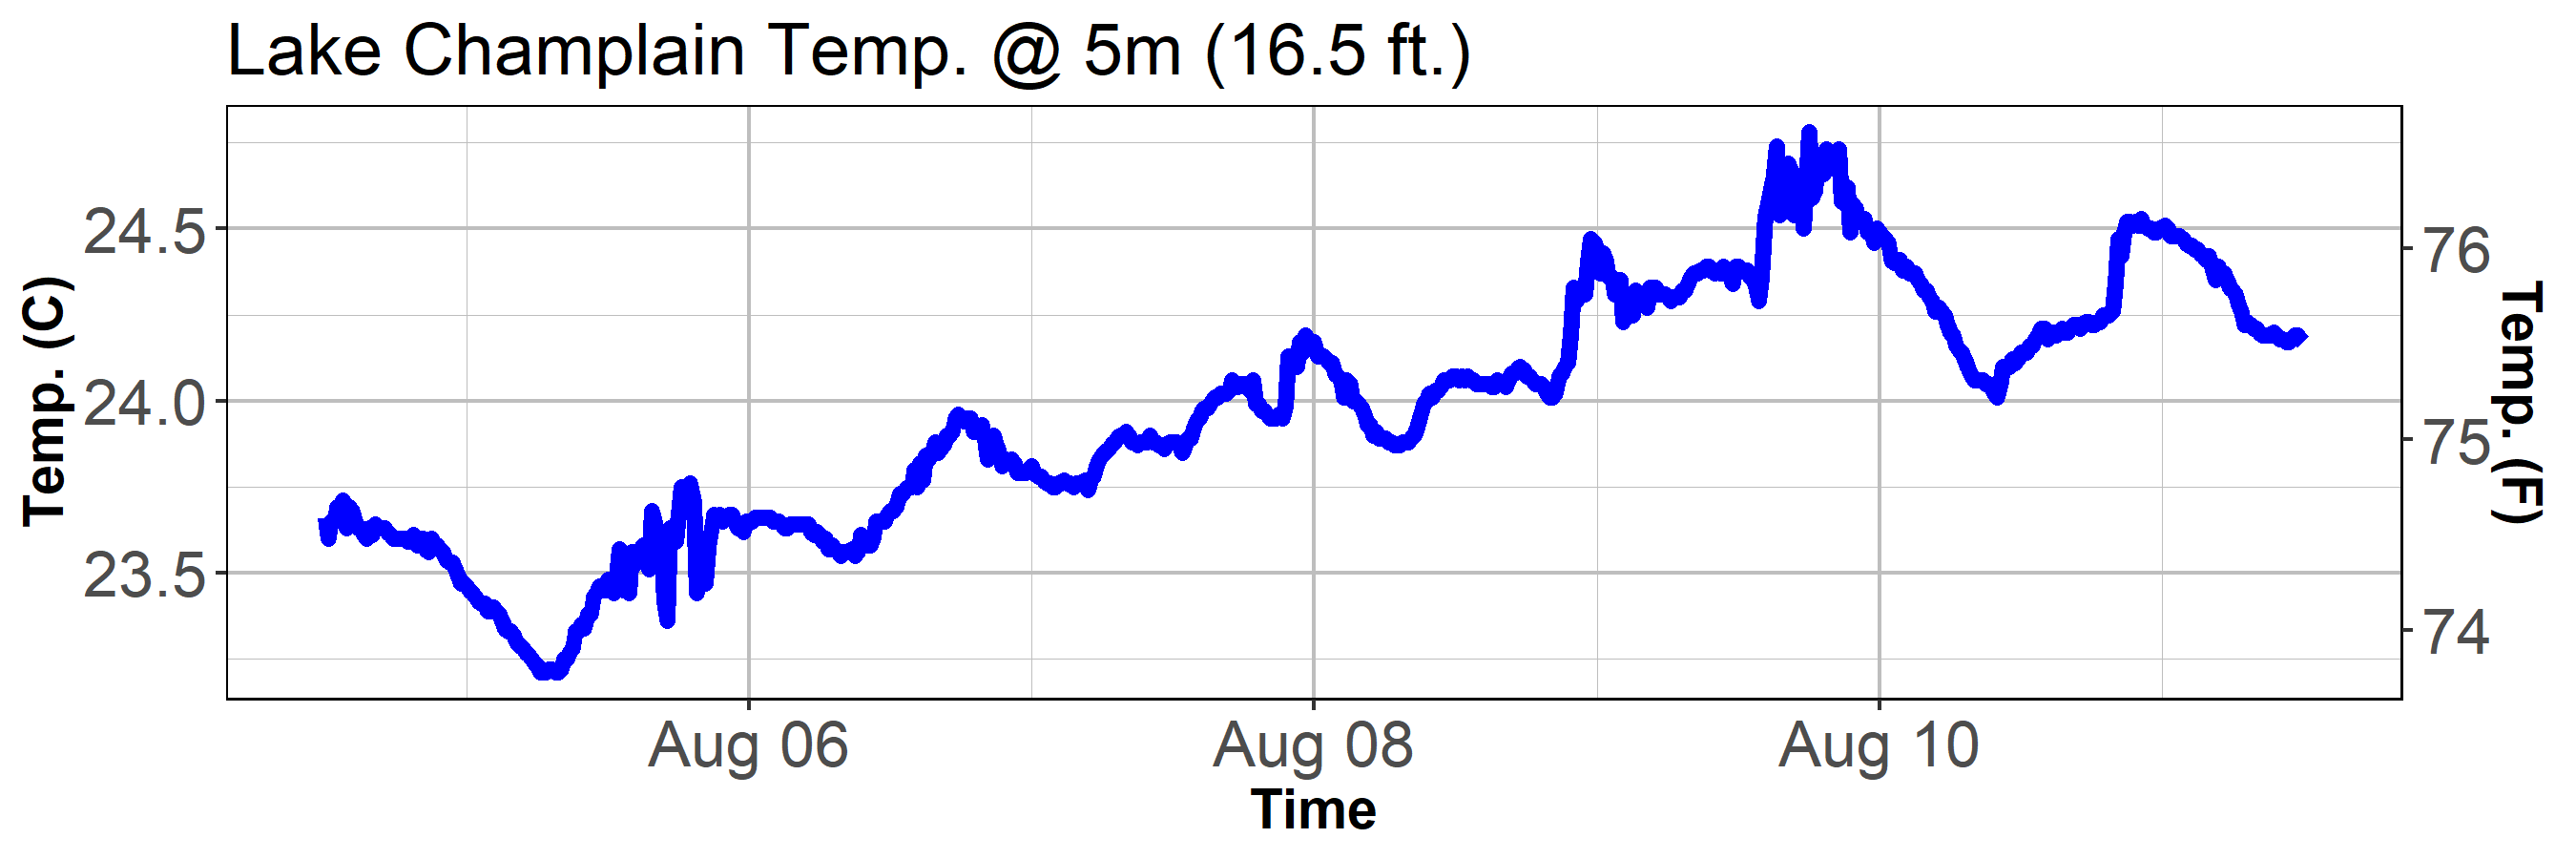 Lake Champlain Temp. @ 5m (16.5 ft.)
Temp. (C)
24.5
24.0
23.5
76
75
74
Temp. (F)
Aug 06 Aug 08 Aug 10
Time